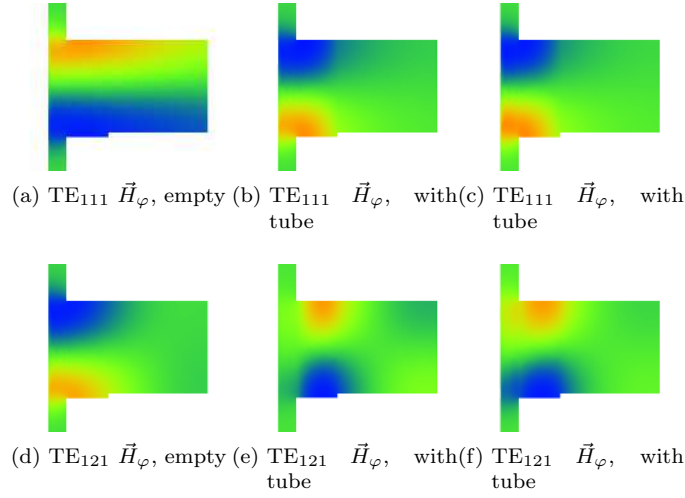 (a) TE₁₁₁ H⃗φ, empty (b) TE₁₁₁ H⃗φ, with (c) TE₁₁₁ H⃗φ, with
tube tube
(d) TE₁₂₁ H⃗φ, empty (e) TE₁₂₁ H⃗φ, with (f) TE₁₂₁ H⃗φ, with
tube tube